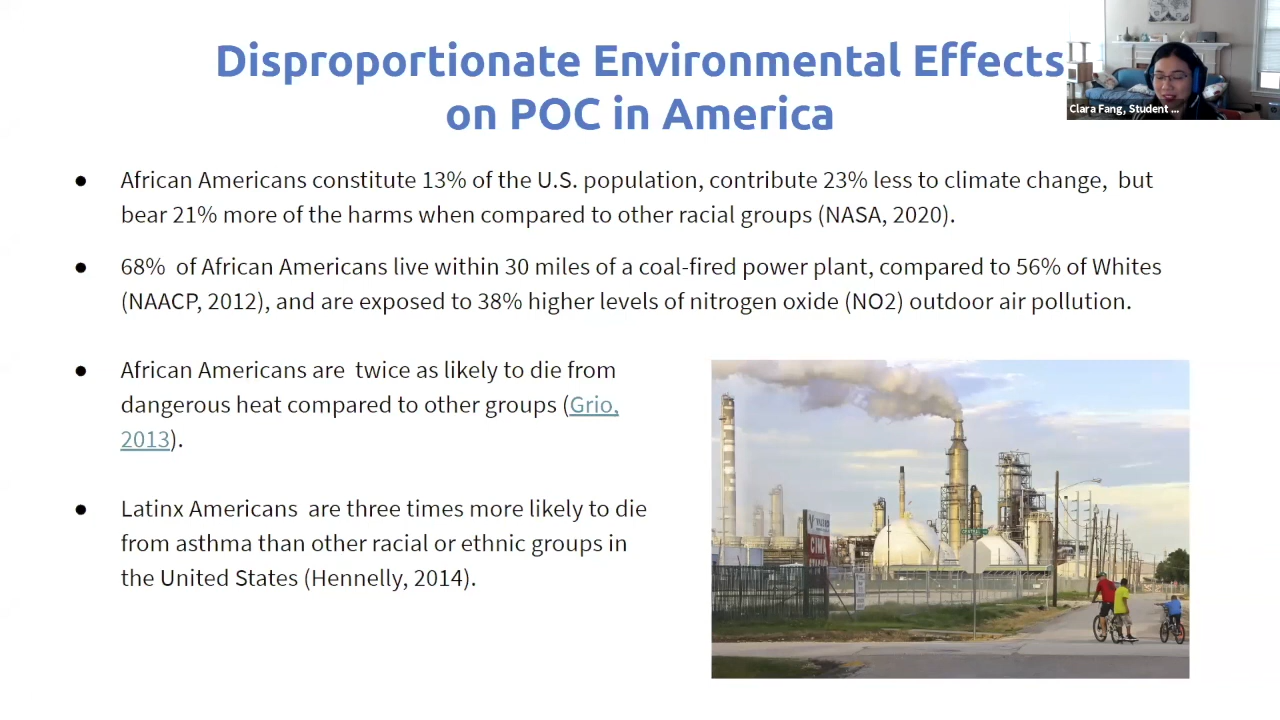 Disproportionate Environmental Effects
on POC in America
Clara Fang, Student ...
● African Americans constitute 13% of the U.S. population, contribute 23% less to climate change, but
bear 21% more of the harms when compared to other racial groups (NASA, 2020).
● 68% of African Americans live within 30 miles of a coal-fired power plant, compared to 56% of Whites
(NAACP, 2012), and are exposed to 38% higher levels of nitrogen oxide (NO2) outdoor air pollution.
● African Americans are twice as likely to die from
dangerous heat compared to other groups (Grio,
2013).
● Latinx Americans are three times more likely to die
from asthma than other racial or ethnic groups in
the United States (Hennelly, 2014).